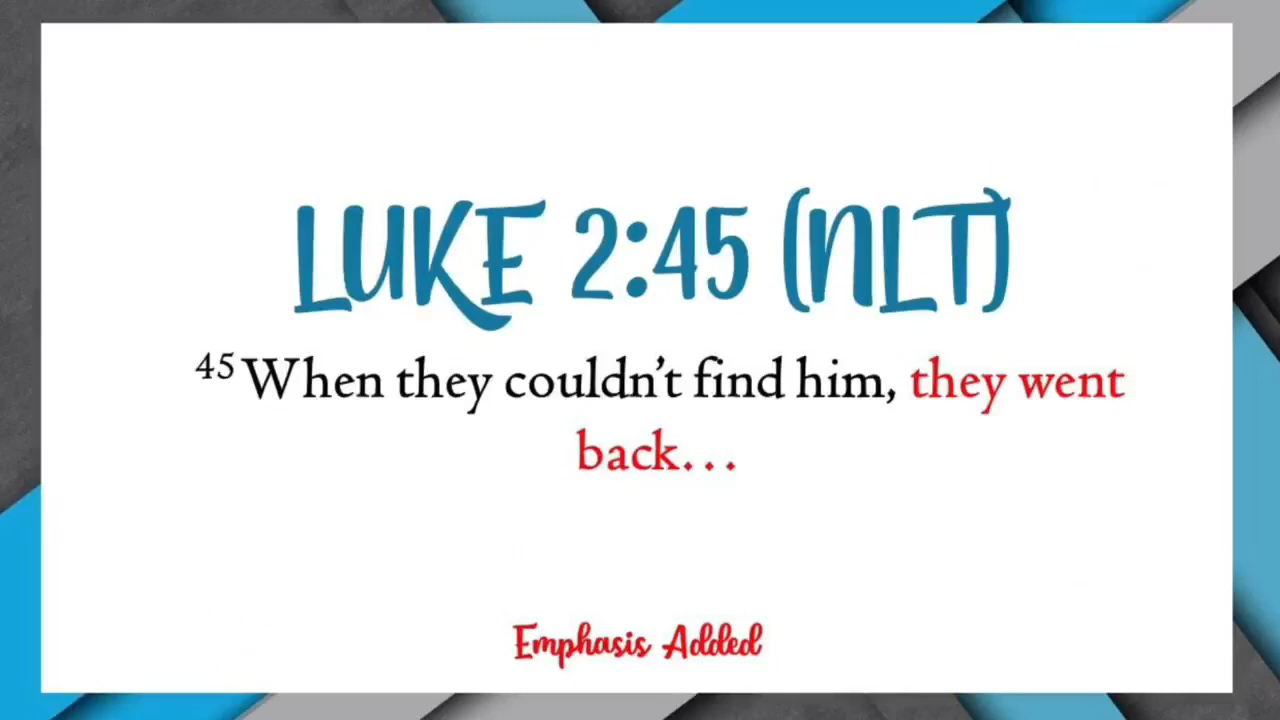 LUKE 2:45 (NLT)
45 When they couldn’t find him, they went
back…
Emphasis Added